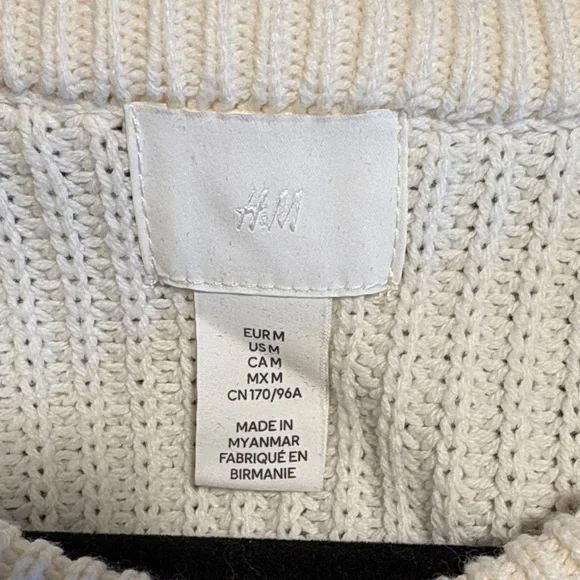 H&M
EUR M
US M
CA M
MX M
CN 170/96A
MADE IN
MYANMAR
FABRIQUÉ EN
BIRMANIE